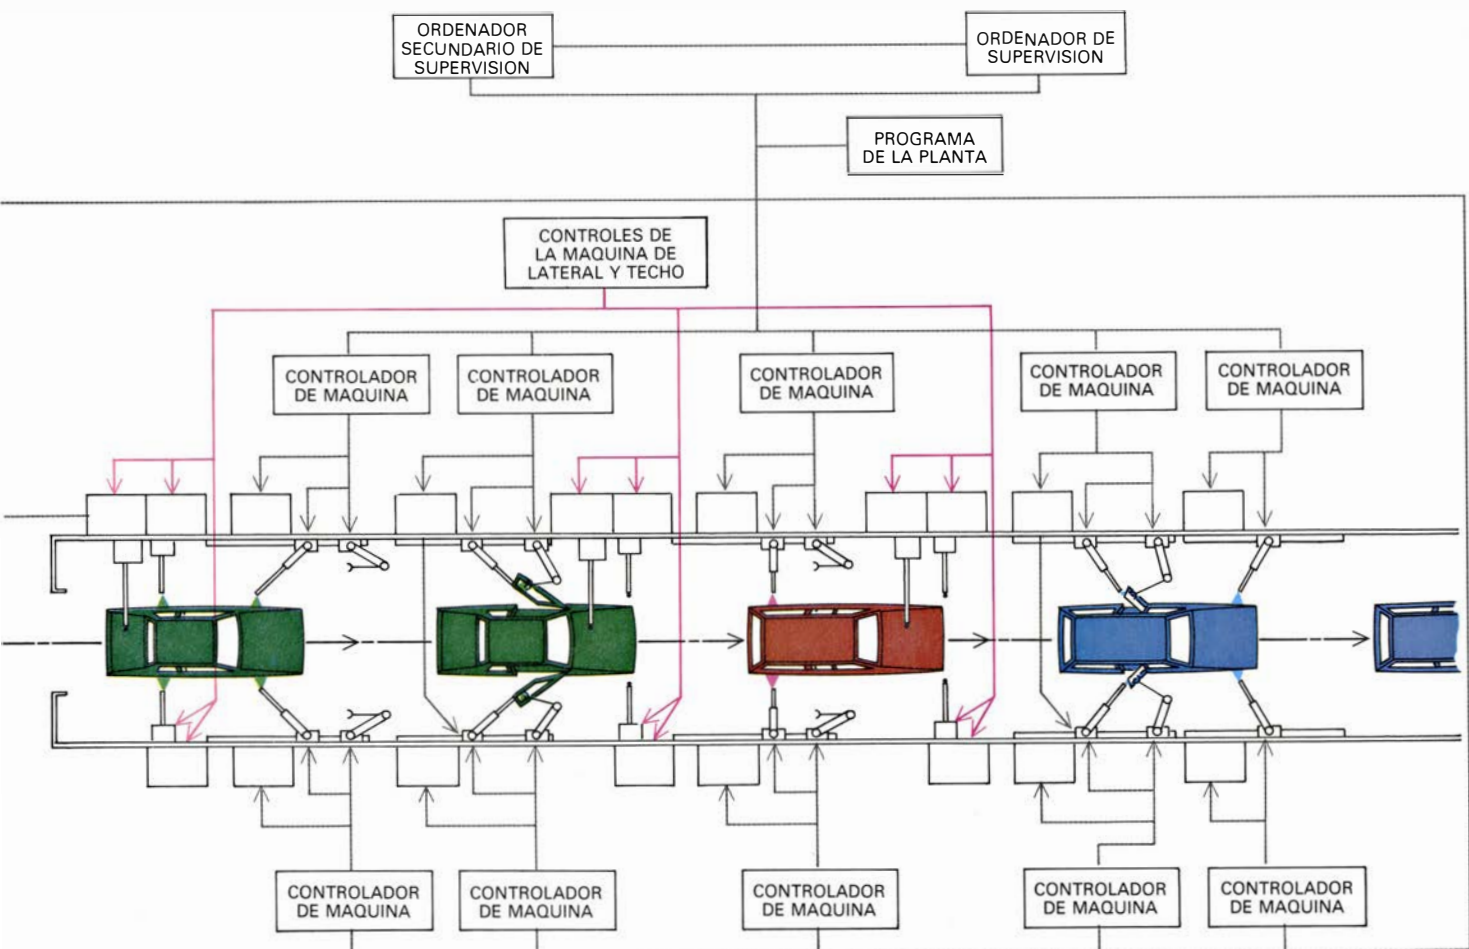 ORDENADOR
SECUNDARIO DE
SUPERVISION
ORDENADOR DE
SUPERVISION
PROGRAMA
DE LA PLANTA
CONTROLES DE
LA MAQUINA DE
LATERAL Y TECHO
CONTROLADOR
DE MAQUINA
CONTROLADOR
DE MAQUINA
CONTROLADOR
DE MAQUINA
CONTROLADOR
DE MAQUINA
CONTROLADOR
DE MAQUINA
CONTROLADOR
DE MAQUINA
CONTROLADOR
DE MAQUINA
CONTROLADOR
DE MAQUINA
CONTROLADOR
DE MAQUINA
CONTROLADOR
DE MAQUINA